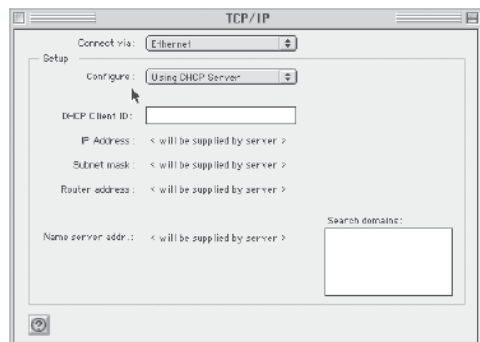 TCP/IP
Connect via: Ethernet
Setup
Configure: Using DHCP Server
DHCP Client ID:
IP Address: < will be supplied by server >
Subnet mask: < will be supplied by server >
Router address: < will be supplied by server >
Search domains:
Name server addr.: < will be supplied by server >
?